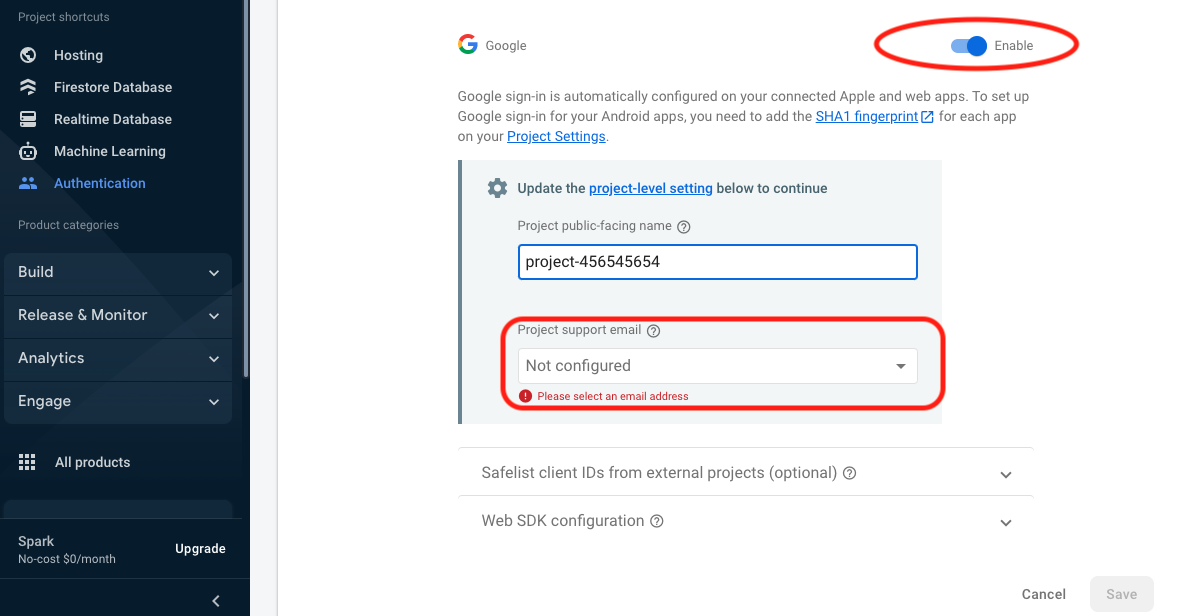 Project shortcuts
Hosting
Firestore Database
Realtime Database
Machine Learning
Authentication
Product categories
Build
Release & Monitor
Analytics
Engage
All products
Spark
No-cost $0/month
Upgrade
Google
Enable
Google sign-in is automatically configured on your connected Apple and web apps. To set up
Google sign-in for your Android apps, you need to add the SHA1 fingerprint for each app
on your Project Settings.
Update the project-level setting below to continue
Project public-facing name
project-456545654
Project support email
Not configured
Please select an email address
Safelist client IDs from external projects (optional)
Web SDK configuration
Cancel
Save